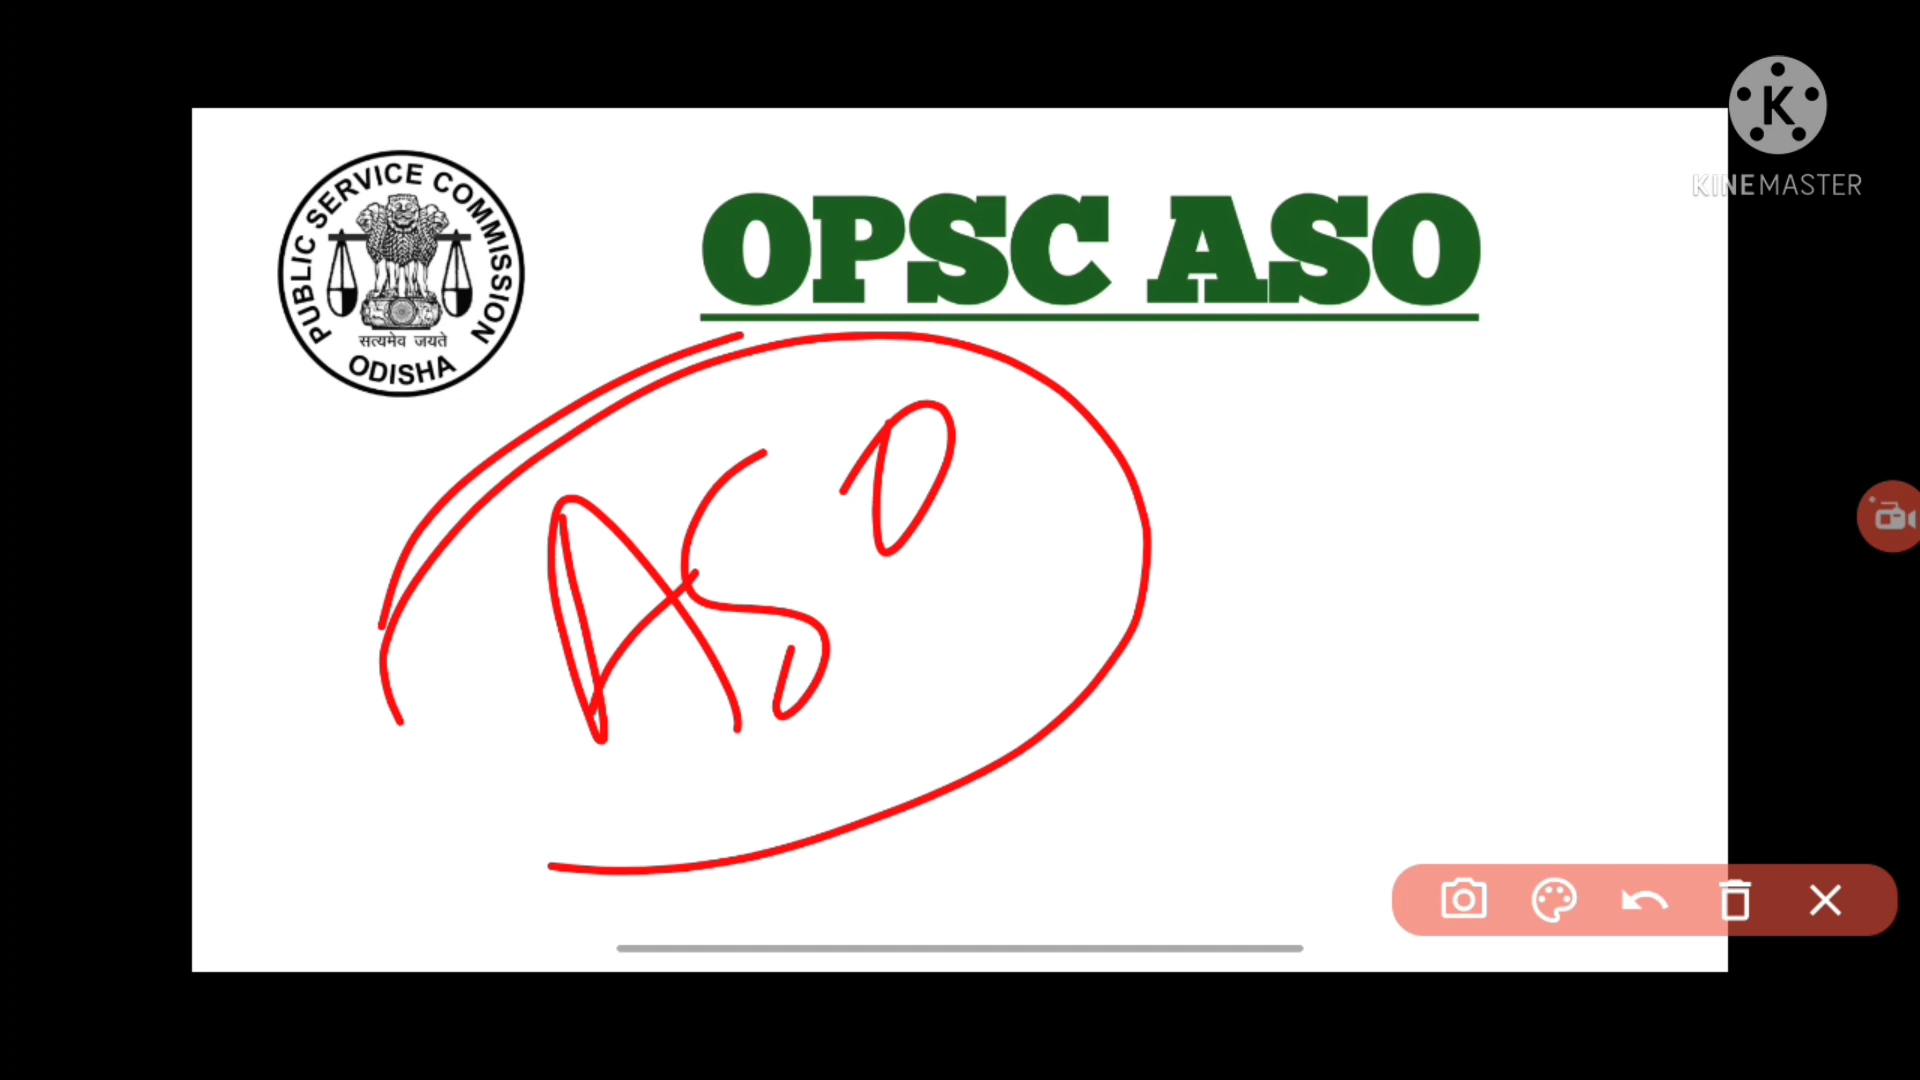 PUBLIC SERVICE COMMISSION
सत्यमेव जयते
ODISHA
OPSC ASO
ASO
K
KINEMASTER